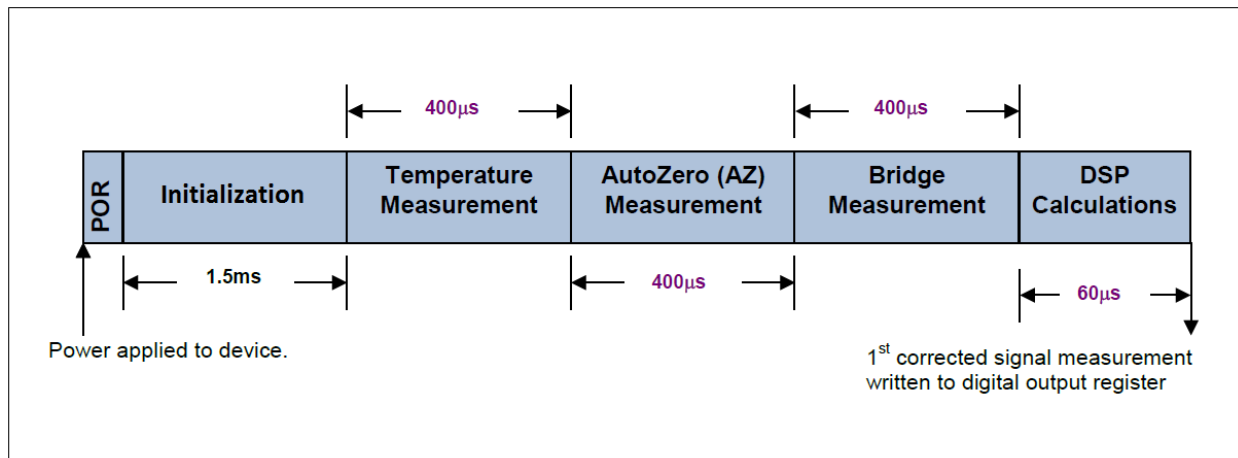 400μs
400μs
POR
Initialization
Temperature
Measurement
AutoZero (AZ)
Measurement
Bridge
Measurement
DSP
Calculations
1.5ms
400μs
60μs
Power applied to device.
1st corrected signal measurement
written to digital output register